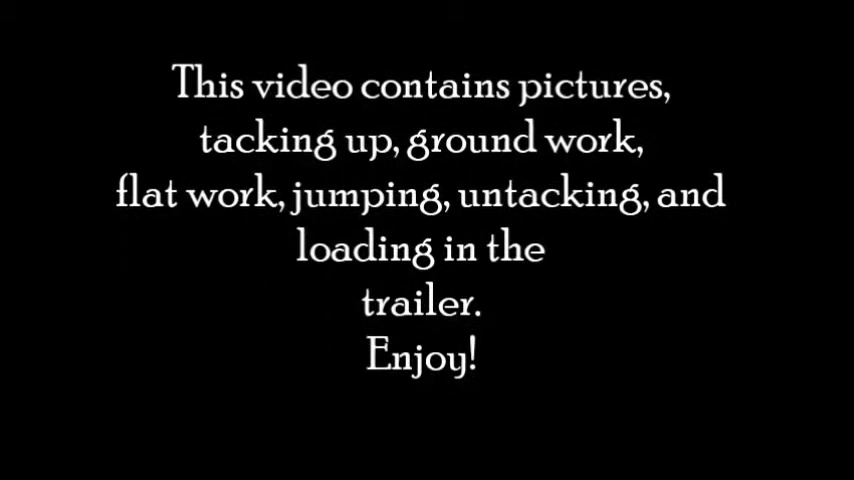 This video contains pictures,
tacking up, ground work,
flat work, jumping, untacking, and
loading in the
trailer.
Enjoy!